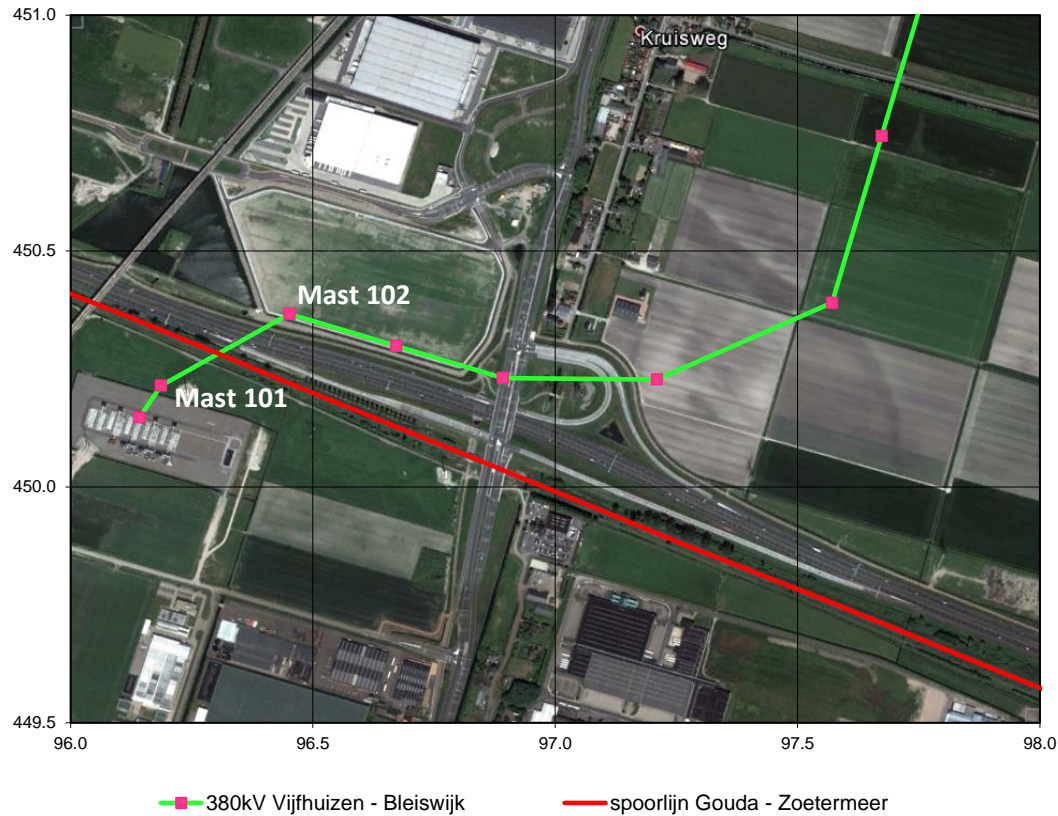 451.0
Kruisweg
450.5
Mast 102
Mast 101
450.0
449.5
96.0 96.5 97.0 97.5 98.0
380kV Vijfhuizen - Bleiswijk spoorlijn Gouda - Zoetermeer